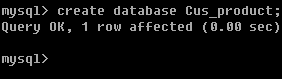 mysql> create database Cus_product;
Query OK, 1 row affected (0.00 sec)
mysql>